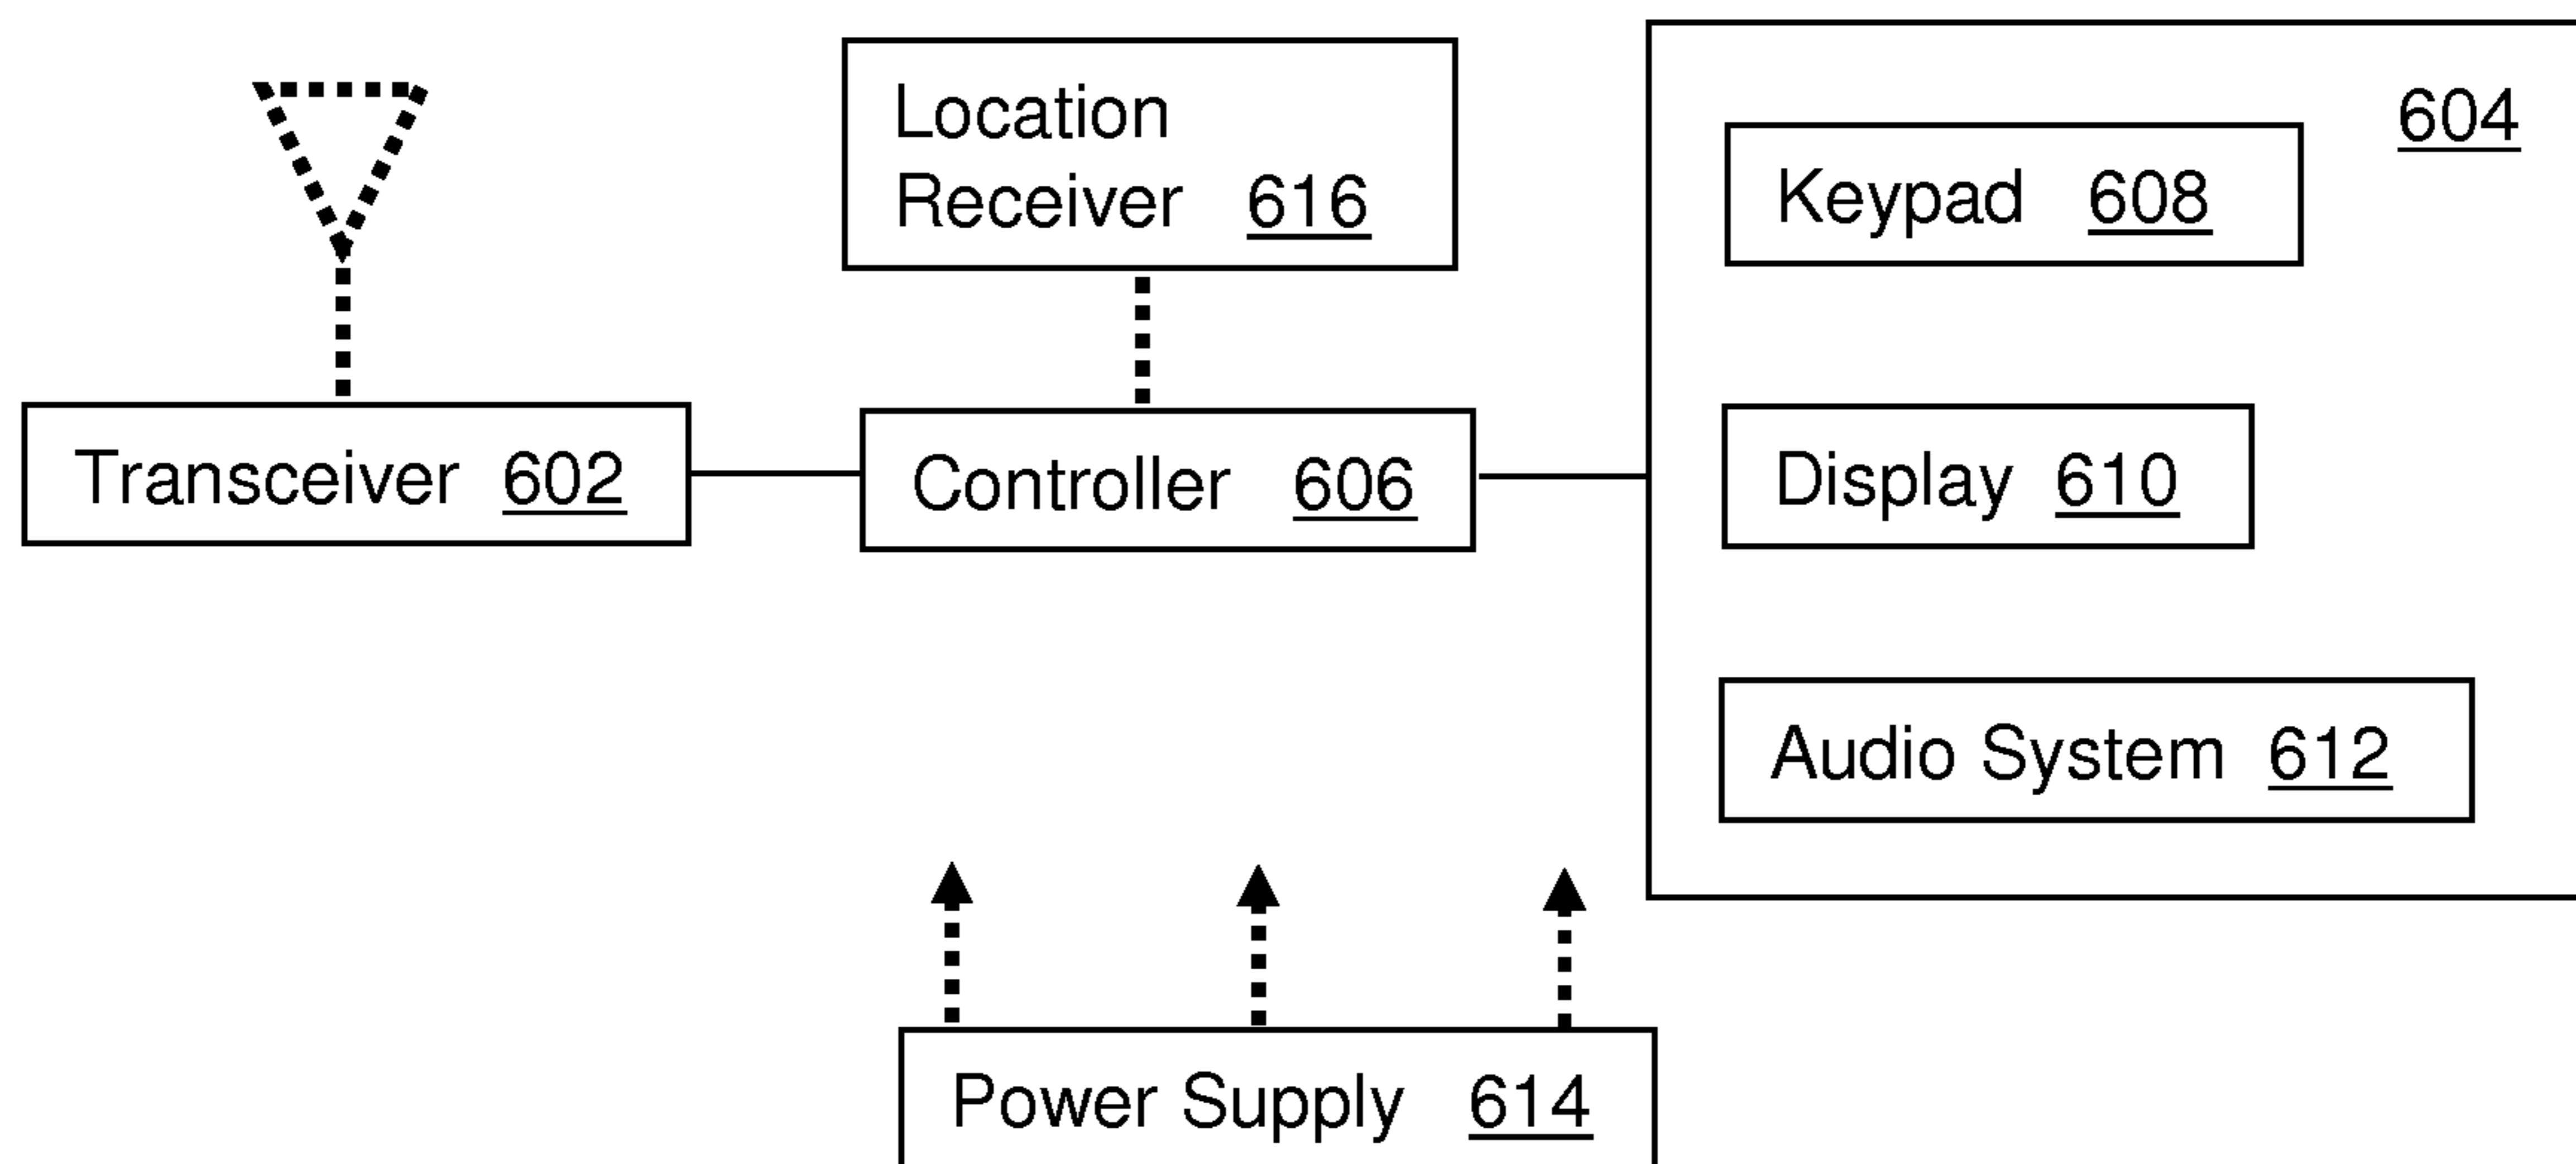 Location
Receiver 616
604
Keypad 608
Transceiver 602
Controller 606
Display 610
Audio System 612
Power Supply 614